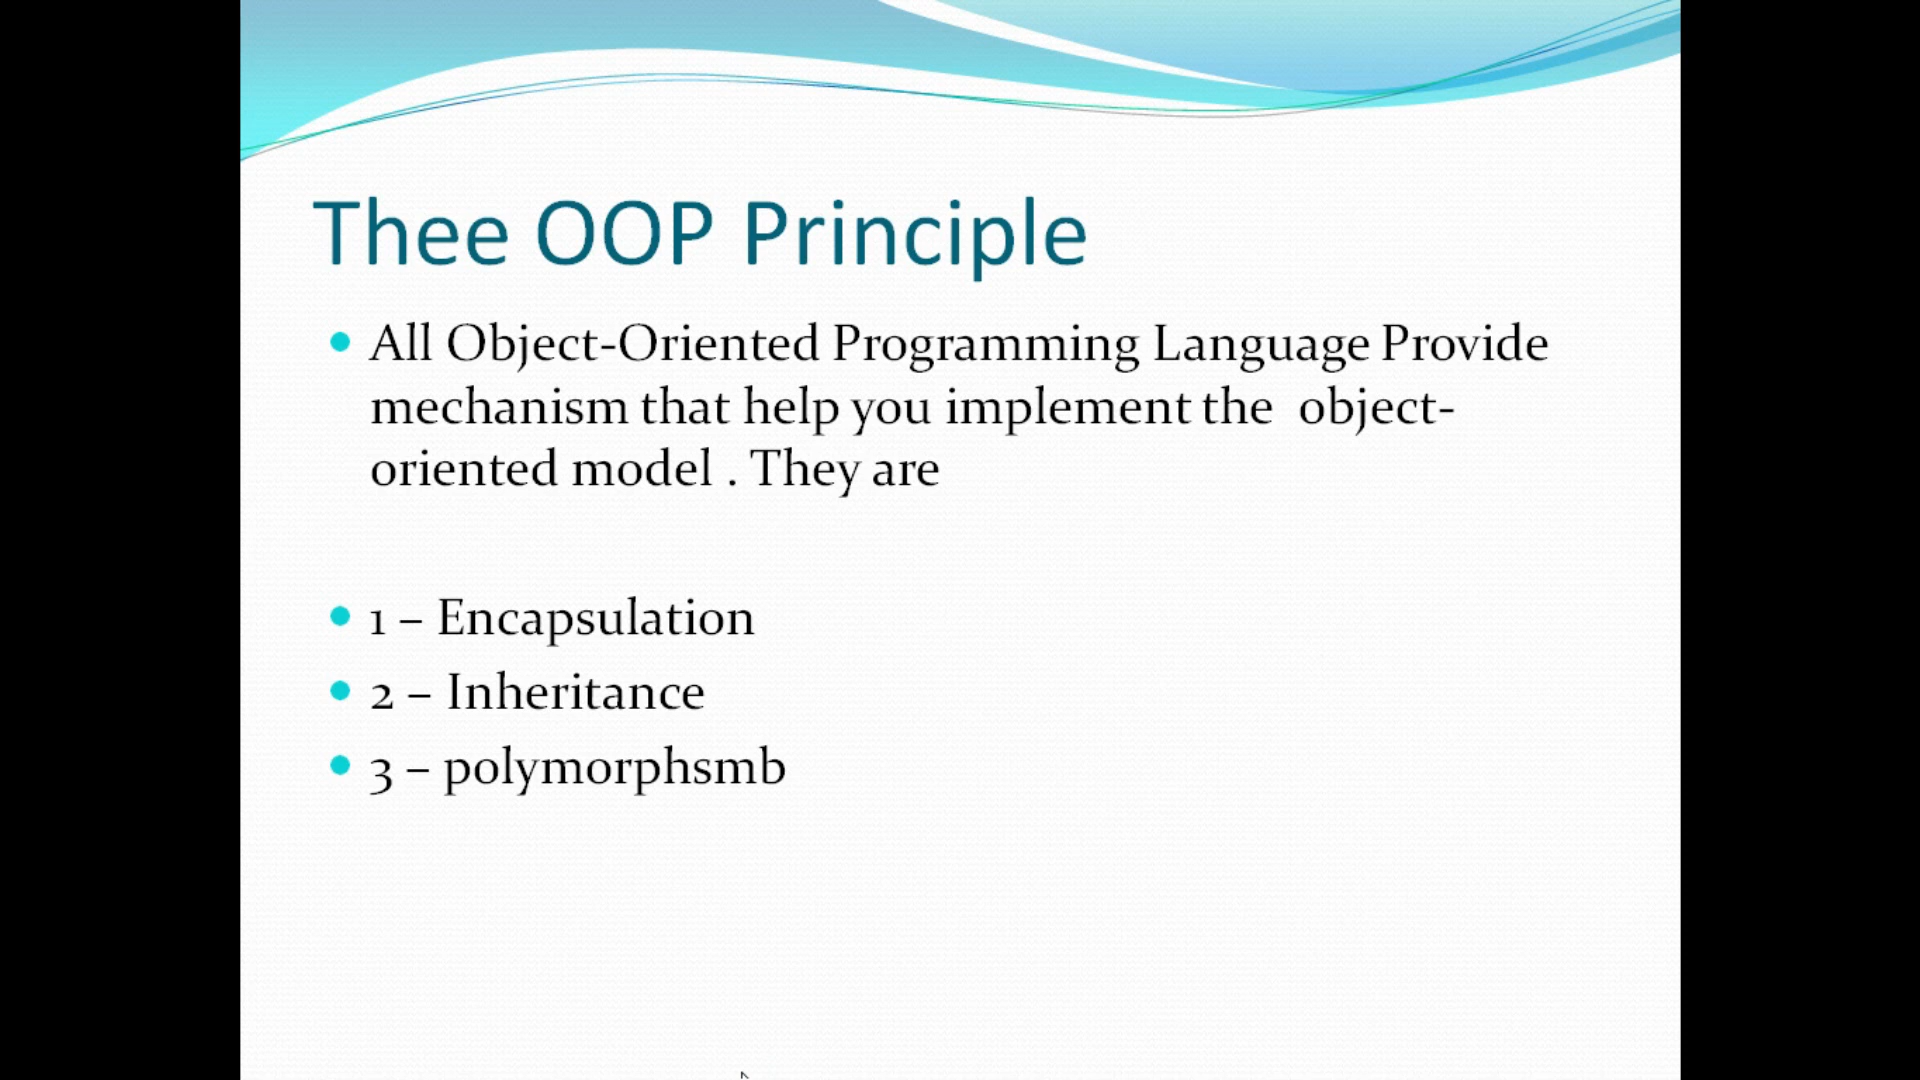 Thee OOP Principle
All Object-Oriented Programming Language Provide
mechanism that help you implement the object-
oriented model . They are
1 – Encapsulation
2 – Inheritance
3 – polymorphsmb